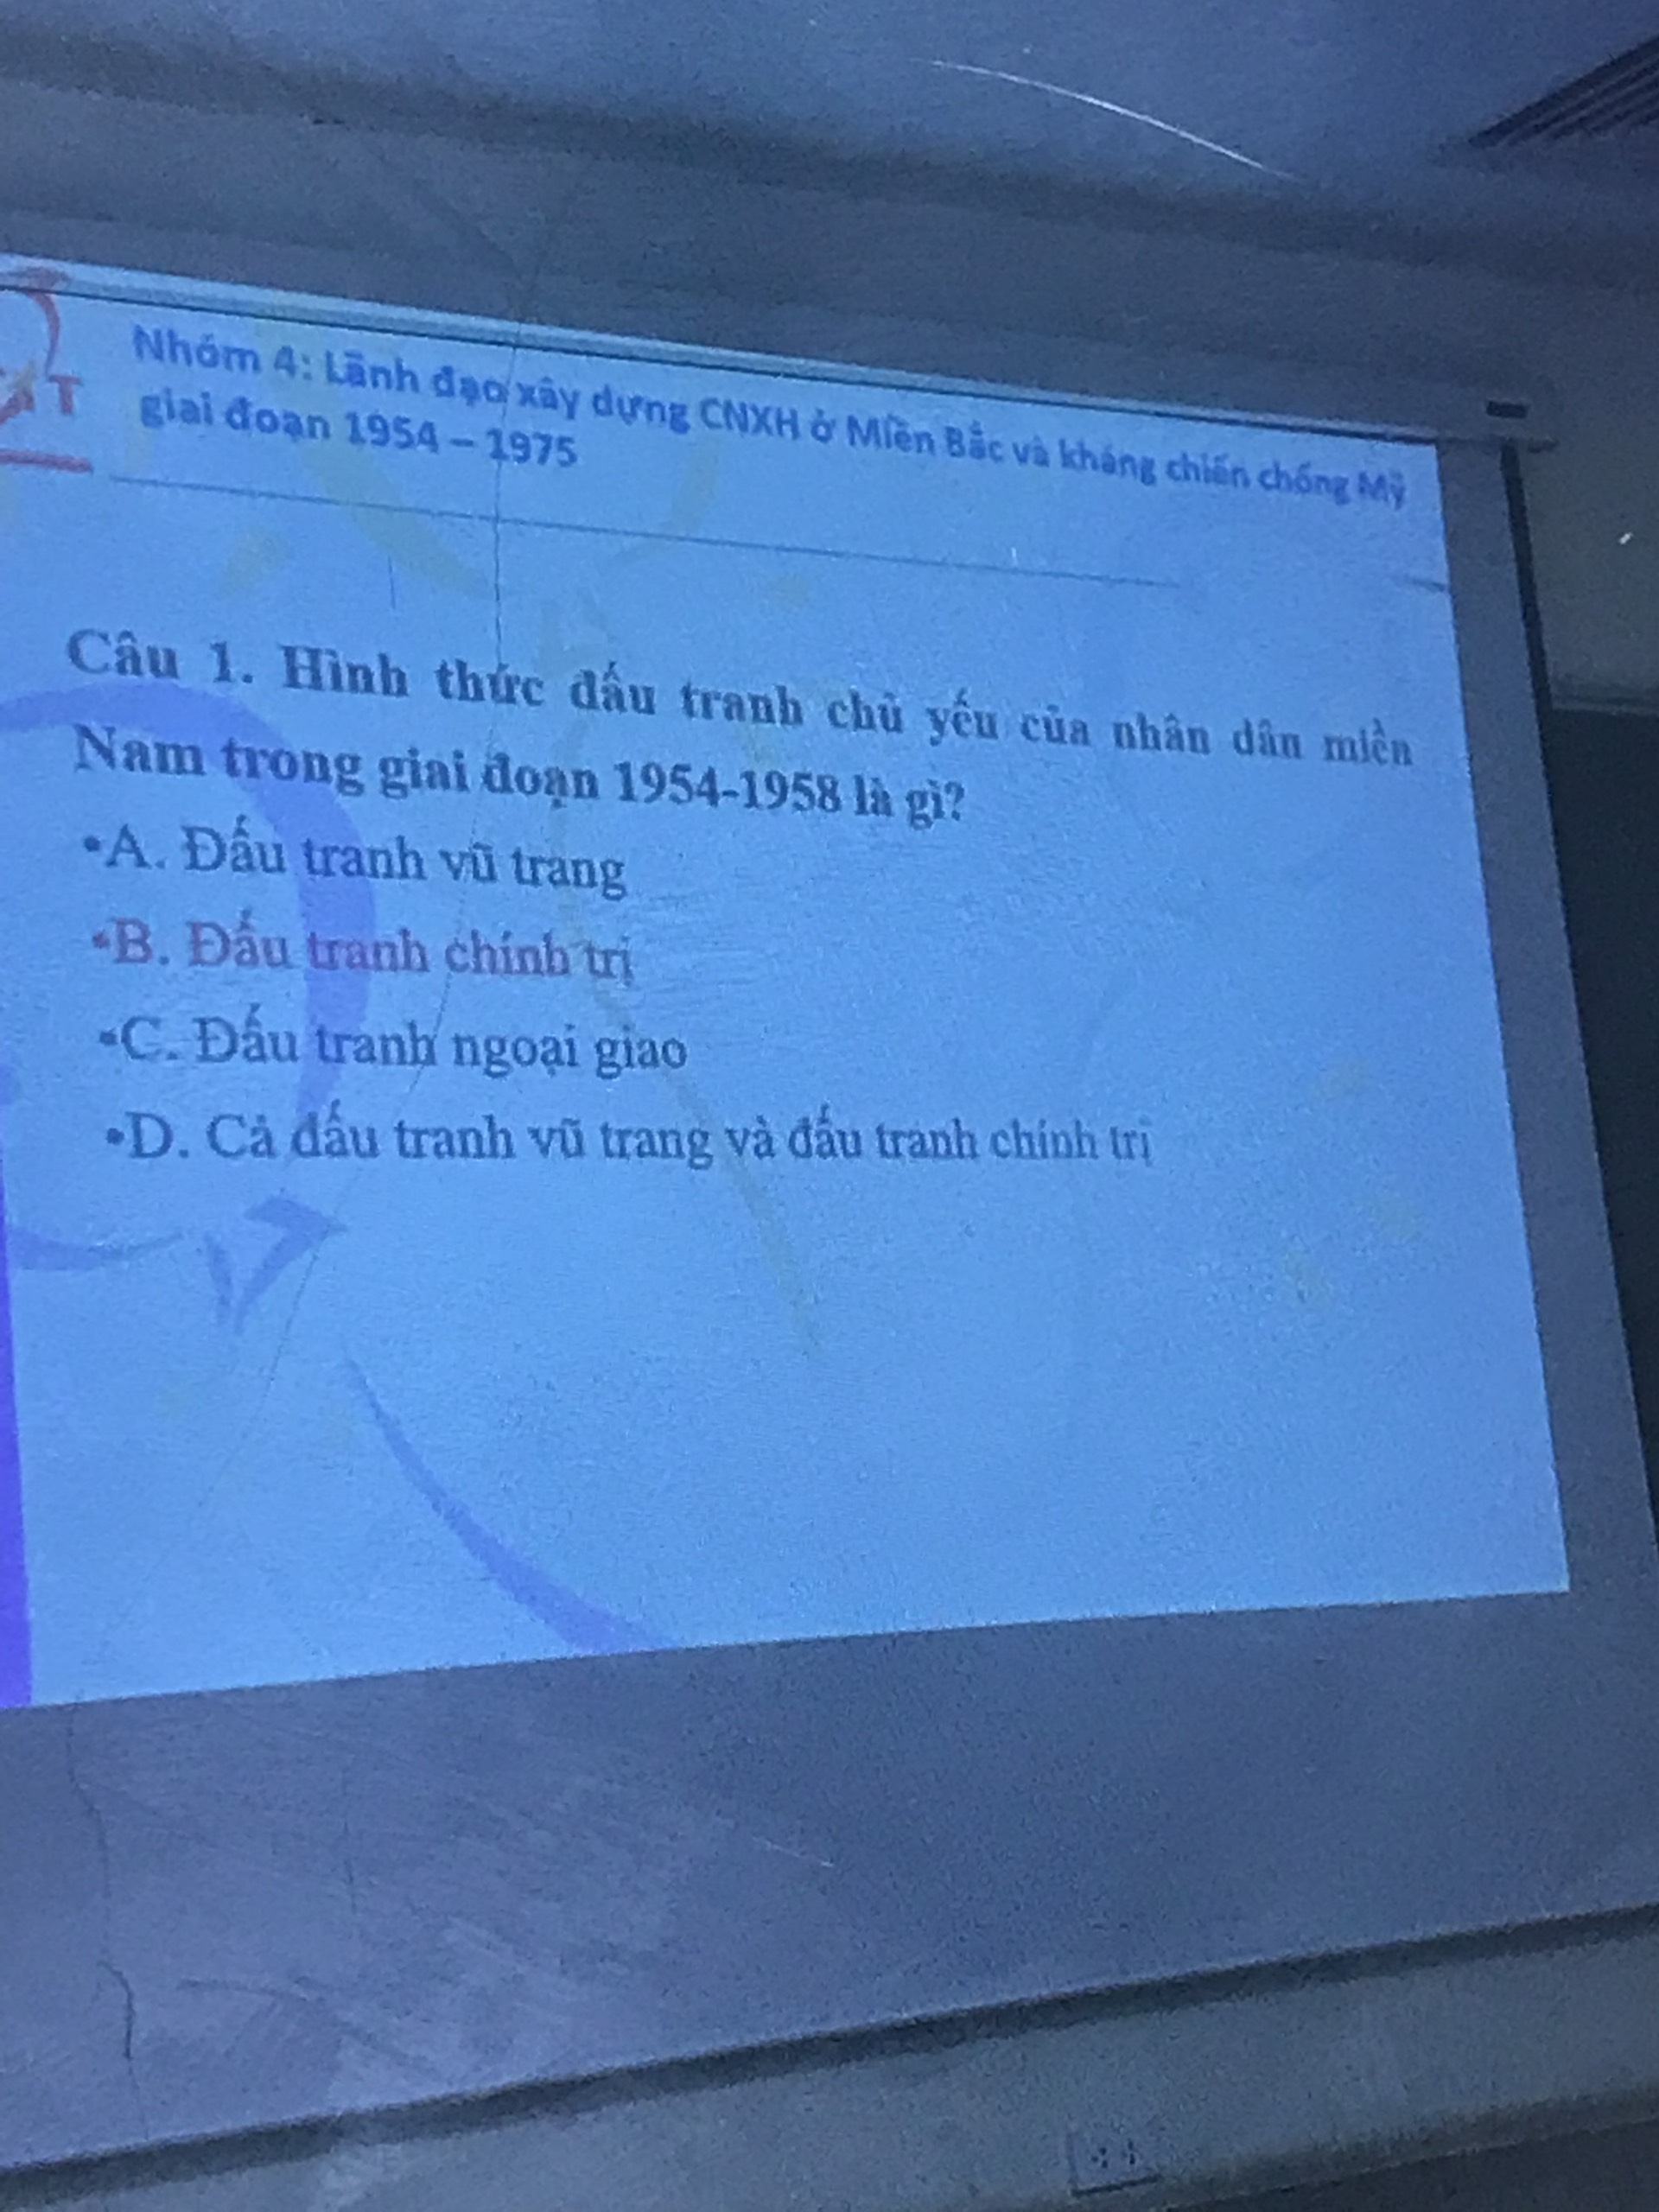 Nhóm 4: Lãnh đạo xây dựng CNXH ở Miền Bắc và kháng chiến chống Mỹ
giai đoạn 1954 – 1975
Câu 1. Hình thức đấu tranh chủ yếu của nhân dân miền
Nam trong giai đoạn 1954-1958 là gì?
•A. Đấu tranh vũ trang
•B. Đấu tranh chính trị
•C. Đấu tranh ngoại giao
•D. Cả đấu tranh vũ trang và đấu tranh chính trị